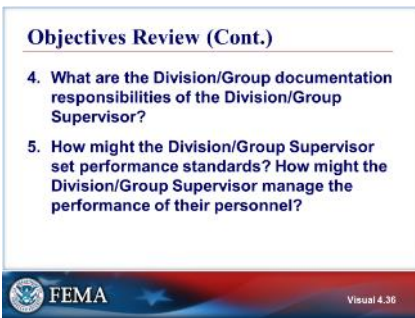 Objectives Review (Cont.)
4. What are the Division/Group documentation
responsibilities of the Division/Group
Supervisor?
5. How might the Division/Group Supervisor
set performance standards? How might the
Division/Group Supervisor manage the
performance of their personnel?
FEMA
Visual 4.36